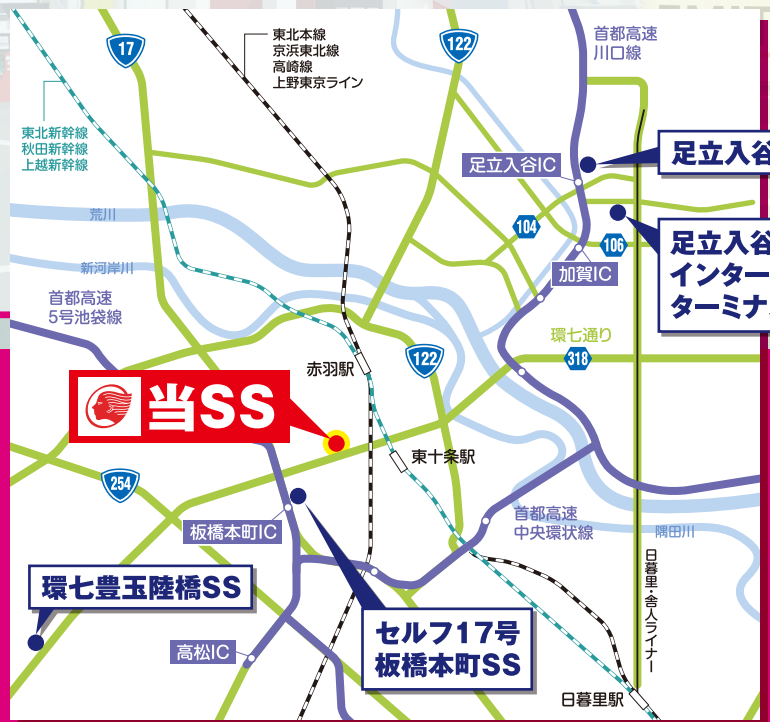 17
東北本線
京浜東北線
高崎線
上野東京ライン
122
首都高速
川口線
東北新幹線
秋田新幹線
上越新幹線
足立入谷IC
足立入谷
荒川
104
106
足立入谷
インター
ターミナ
新河岸川
加賀IC
首都高速
5号池袋線
環七通り
318
赤羽駅
122
当SS
東十条駅
254
板橋本町IC
首都高速
中央環状線
隅田川
日暮里・舎人ライナー
環七豊玉陸橋SS
セルフ17号
板橋本町SS
高松IC
日暮里駅